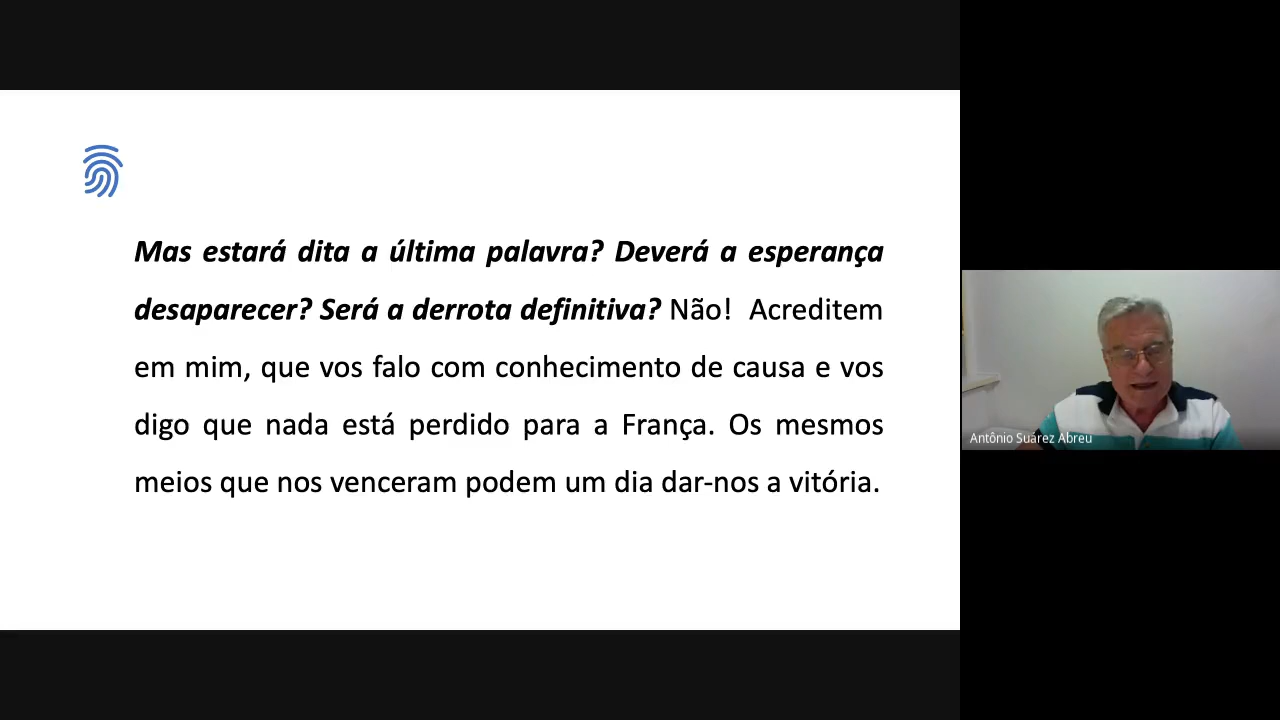 Mas estará dita a última palavra? Deverá a esperança
desaparecer? Será a derrota definitiva? Não! Acreditem
em mim, que vos falo com conhecimento de causa e vos
digo que nada está perdido para a França. Os mesmos
meios que nos venceram podem um dia dar-nos a vitória.
Antônio Suárez Abreu